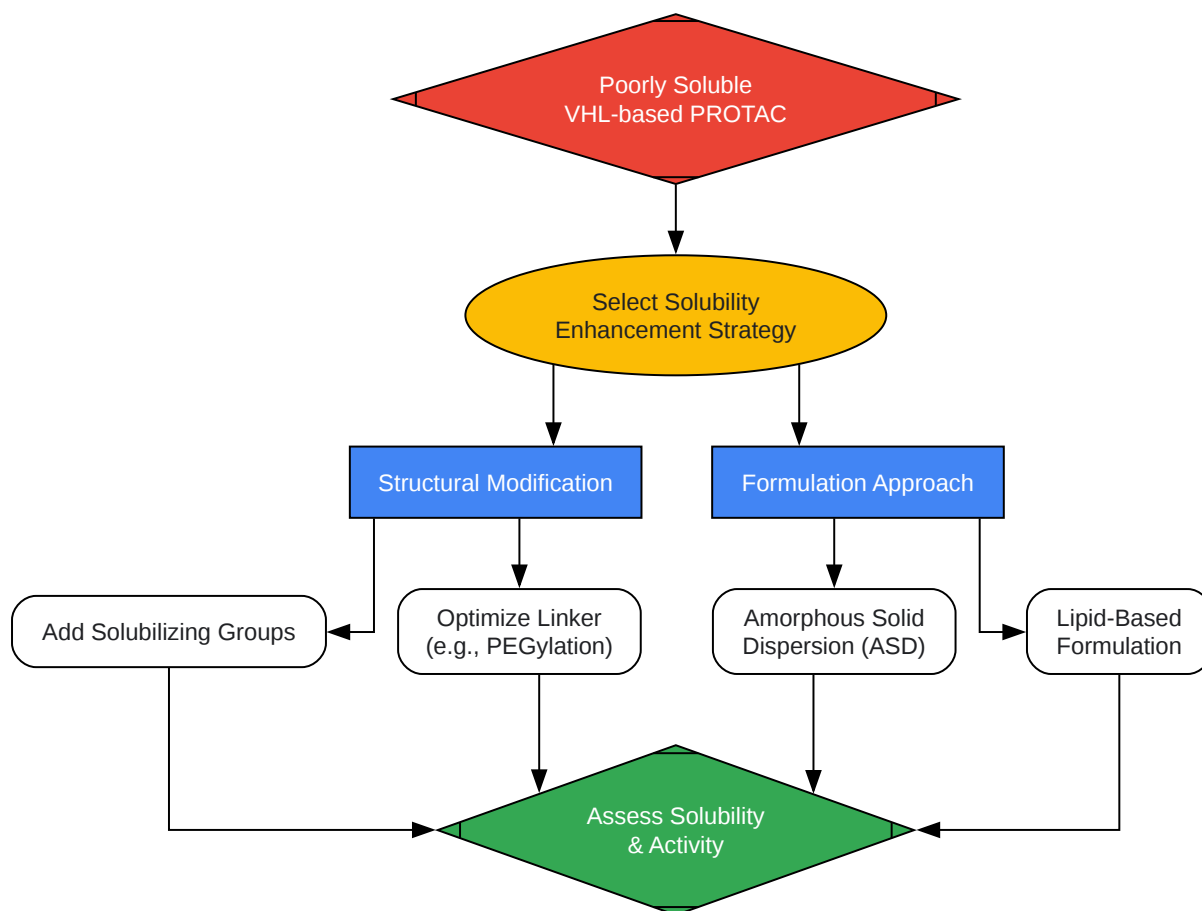 Poorly Soluble
VHL-based PROTAC
Select Solubility
Enhancement Strategy
Structural Modification
Formulation Approach
Add Solubilizing Groups
Optimize Linker
(e.g., PEGylation)
Amorphous Solid
Dispersion (ASD)
Lipid-Based
Formulation
Assess Solubility
& Activity